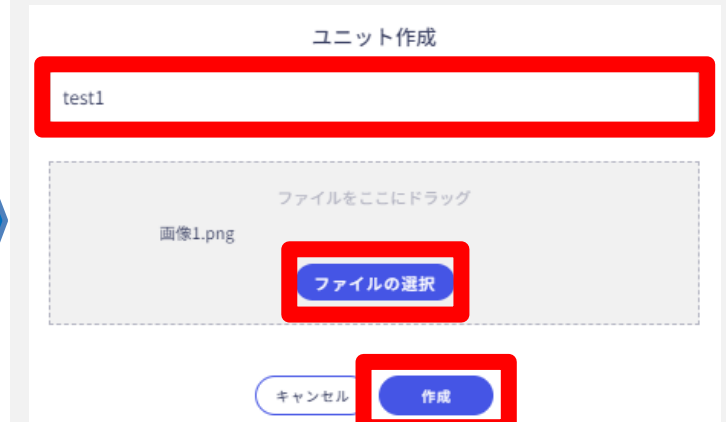 ユニット作成
test1
ファイルをここにドラッグ
画像1.png
ファイルの選択
キャンセル
作成